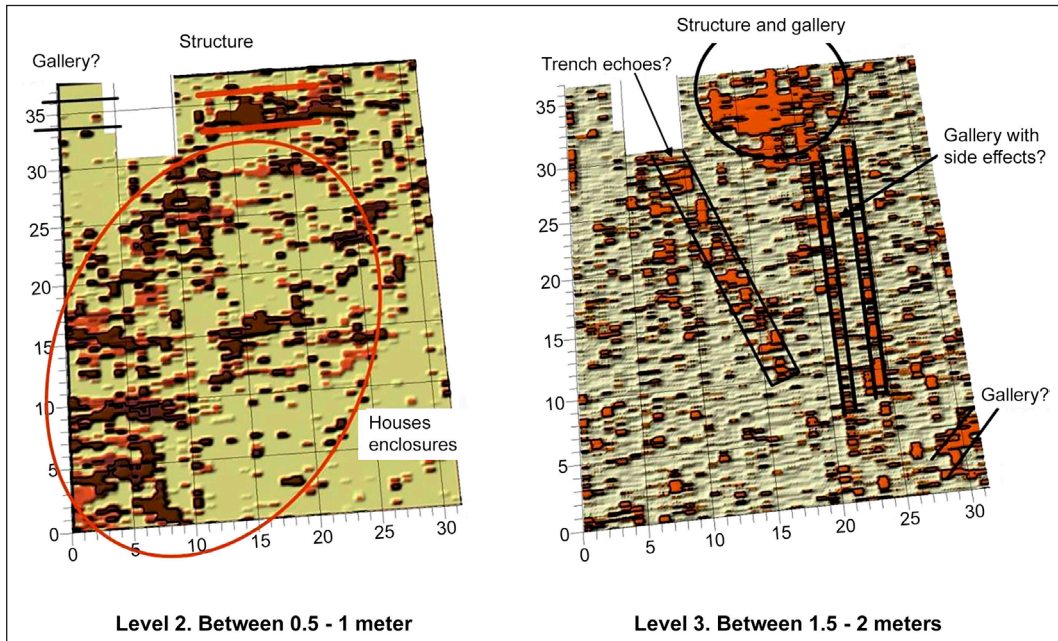 Structure
Gallery?
35
30
25
20
15
10
5
0
0
5
10
15
20
25
30
Houses
enclosures
Level 2. Between 0.5 - 1 meter
Structure and gallery
Trench echoes?
Gallery with
side effects?
Gallery?
35
30
25
20
15
10
5
0
0
5
10
15
20
25
30
Level 3. Between 1.5 - 2 meters